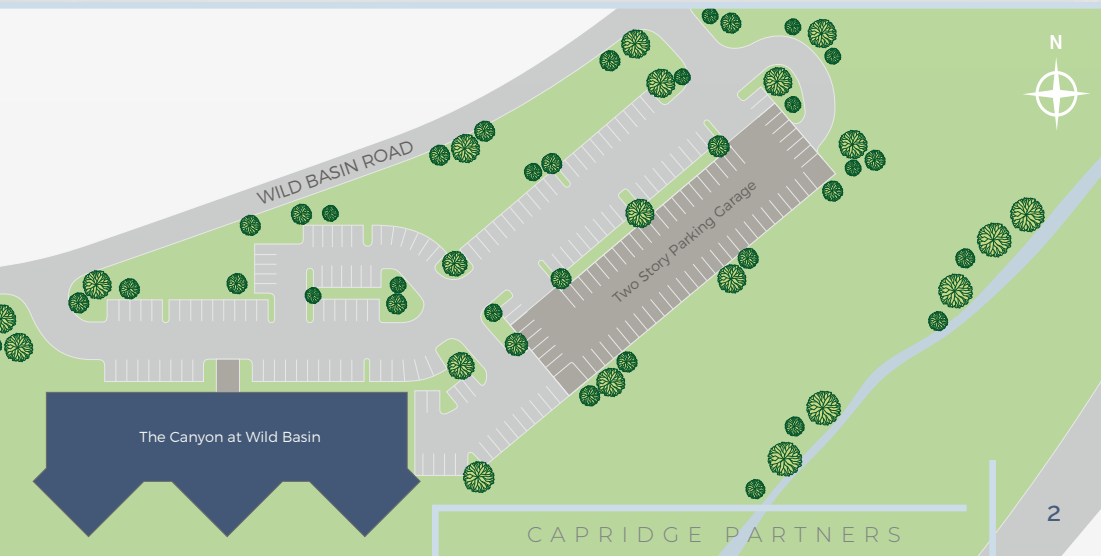 N
WILD BASIN ROAD
Two Story Parking Garage
The Canyon at Wild Basin
2
CAPRIDGE PARTNERS